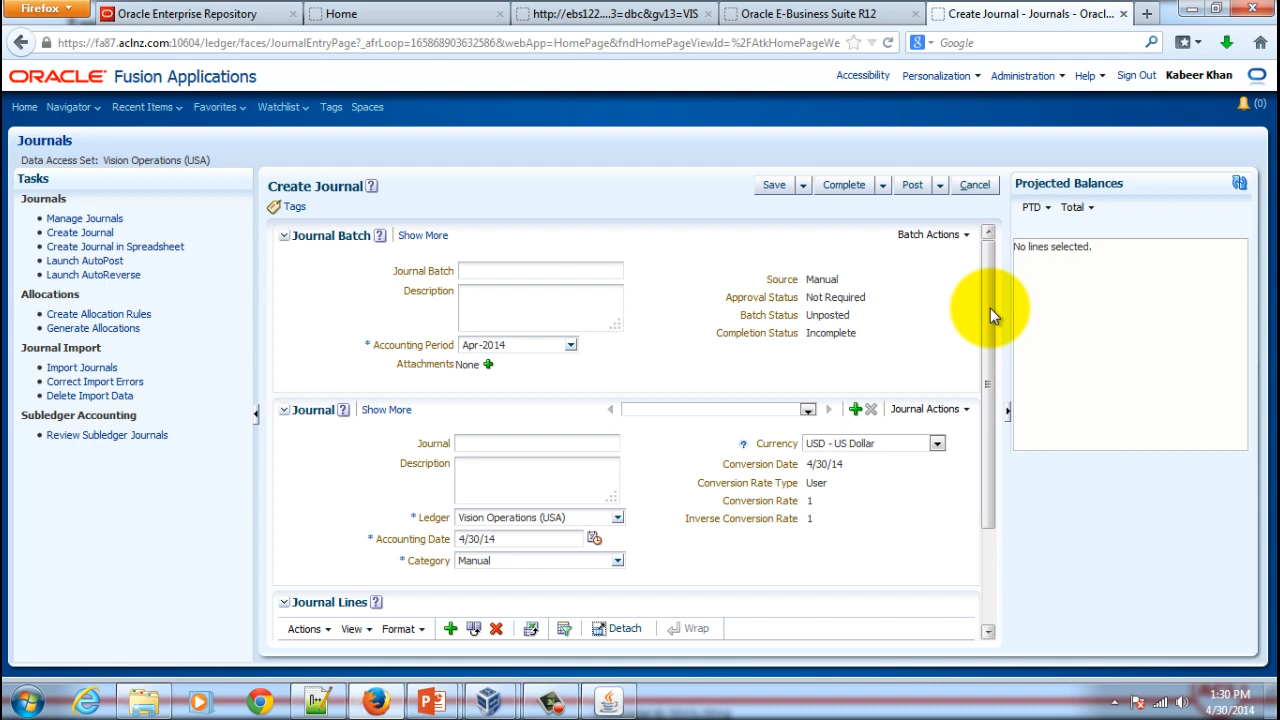 Firefox
Oracle Enterprise Repository
Home
http://ebs122....3=dbc&gv13=VIS
Oracle E-Business Suite R12
Create Journal - Journals - Oracl...
https://fa87.aclnz.com:10604/ledger/faces/JournalEntryPage?_afrLoop=165868903632586&webApp=HomePage&fndHomePageViewId=%2FAtkHomePageWe
Google
ORACLE Fusion Applications
Accessibility Personalization Administration Help Sign Out Kabeer Khan
Home Navigator Recent Items Favorites Watchlist Tags Spaces
(0)
Journals
Data Access Set: Vision Operations (USA)
Tasks
Journals
Manage Journals
Create Journal
Create Journal in Spreadsheet
Launch AutoPost
Launch AutoReverse
Allocations
Create Allocation Rules
Generate Allocations
Journal Import
Import Journals
Correct Import Errors
Delete Import Data
Subledger Accounting
Review Subledger Journals
Create Journal ?
Save Complete Post Cancel
Tags
Journal Batch ? Show More
Batch Actions
Journal Batch
Description
* Accounting Period Apr-2014
Attachments None
Source Manual
Approval Status Not Required
Batch Status Unposted
Completion Status Incomplete
Journal ? Show More
Journal Actions
Journal
Description
* Ledger Vision Operations (USA)
* Accounting Date 4/30/14
* Category Manual
? Currency USD - US Dollar
Conversion Date 4/30/14
Conversion Rate Type User
Conversion Rate 1
Inverse Conversion Rate 1
Journal Lines ?
Actions View Format Detach Wrap
Projected Balances
PTD Total
No lines selected.
1:30 PM
4/30/2014